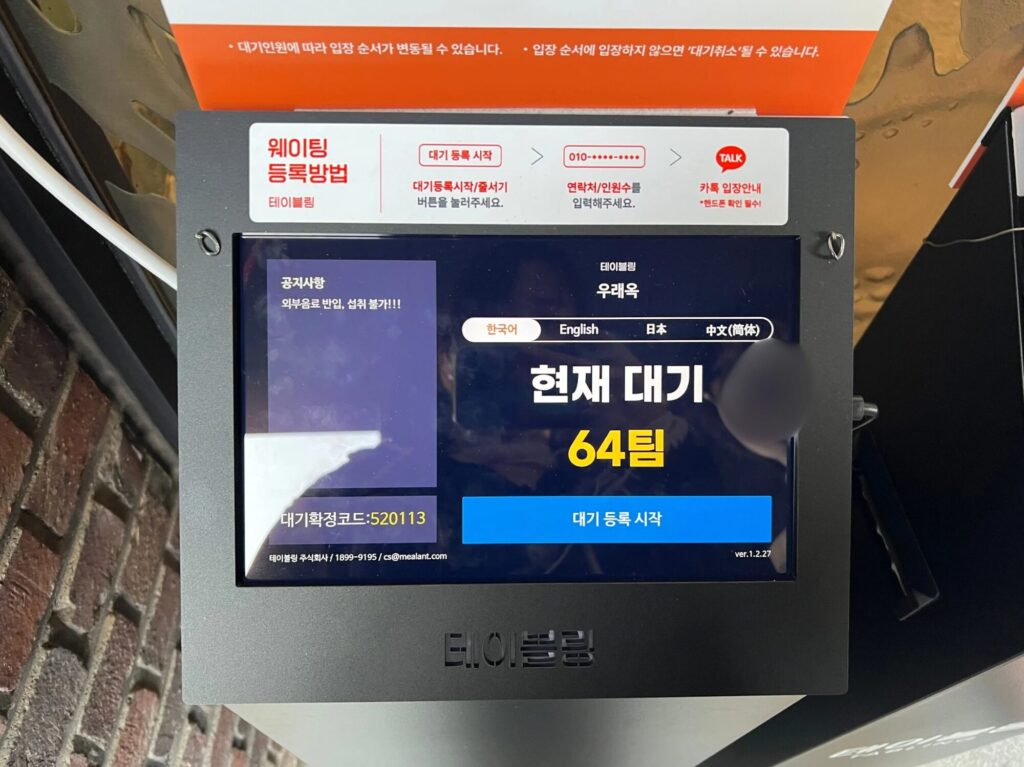 • 대기인원에 따라 입장 순서가 변동될 수 있습니다. • 입장 순서에 입장하지 않으면 '대기취소'될 수 있습니다.
웨이팅
등록방법
테이블링
대기 등록 시작
대기등록시작/줄서기
버튼을 눌러주세요.
010-••••-••••
연락처/인원수를
입력해주세요.
TALK
카톡 입장안내
*핸드폰 확인 필수!
공지사항
외부음료 반입, 섭취 불가!!!
대기확정코드:520113
테이블링 주식회사 / 1899-9195 / cs@mealant.com
테이블링
우래옥
한국어 English 日本 中文(简体)
현재 대기
64팀
대기 등록 시작
ver.1.2.27
테이블링